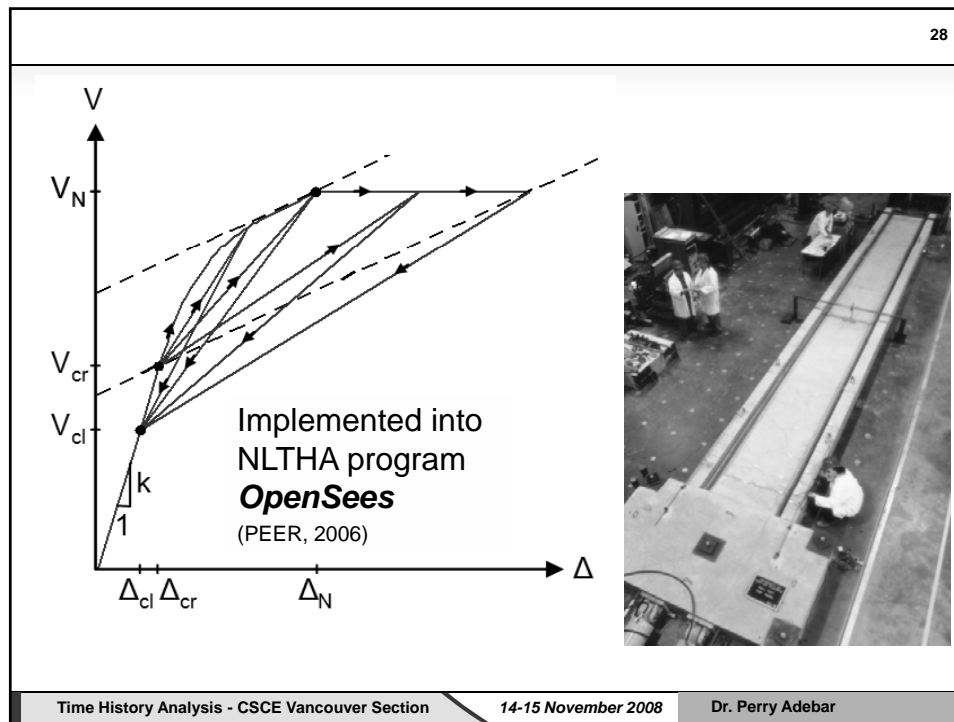 28
V
V_N
V_cr
V_cl
k
1
Δ_cl Δ_cr Δ_N Δ
Implemented into
NLTHA program
OpenSees
(PEER, 2006)
Time History Analysis - CSCE Vancouver Section 14-15 November 2008 Dr. Perry Adebar